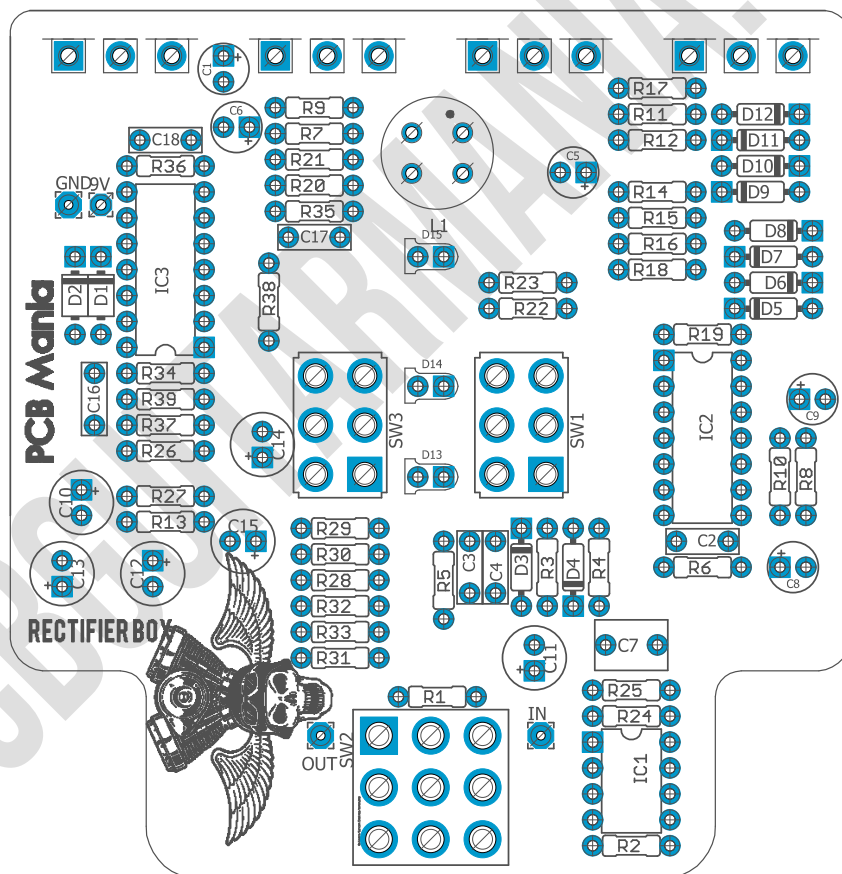 C1
C6
C18
R36
GND
9V
IC3
D2
D1
PCB Mania
C16
R34
R39
R37
R26
R27
R13
C10
C13
C12
C15
C14
R9
R7
R21
R20
R35
C17
R38
L1
D15
D14
D13
SW3
SW1
R23
R22
C5
R17
R11
R12
R14
R15
R16
R18
D12
D11
D10
D9
D8
D7
D6
D5
R19
IC2
C9
R10
R8
C2
R6
C8
R29
R30
R28
R32
R33
R31
R5
C3
C4
D3
R3
D4
R4
C11
C7
RECTIFIER BOX
R1
OUT
SW2
IN
R25
R24
IC1
R2